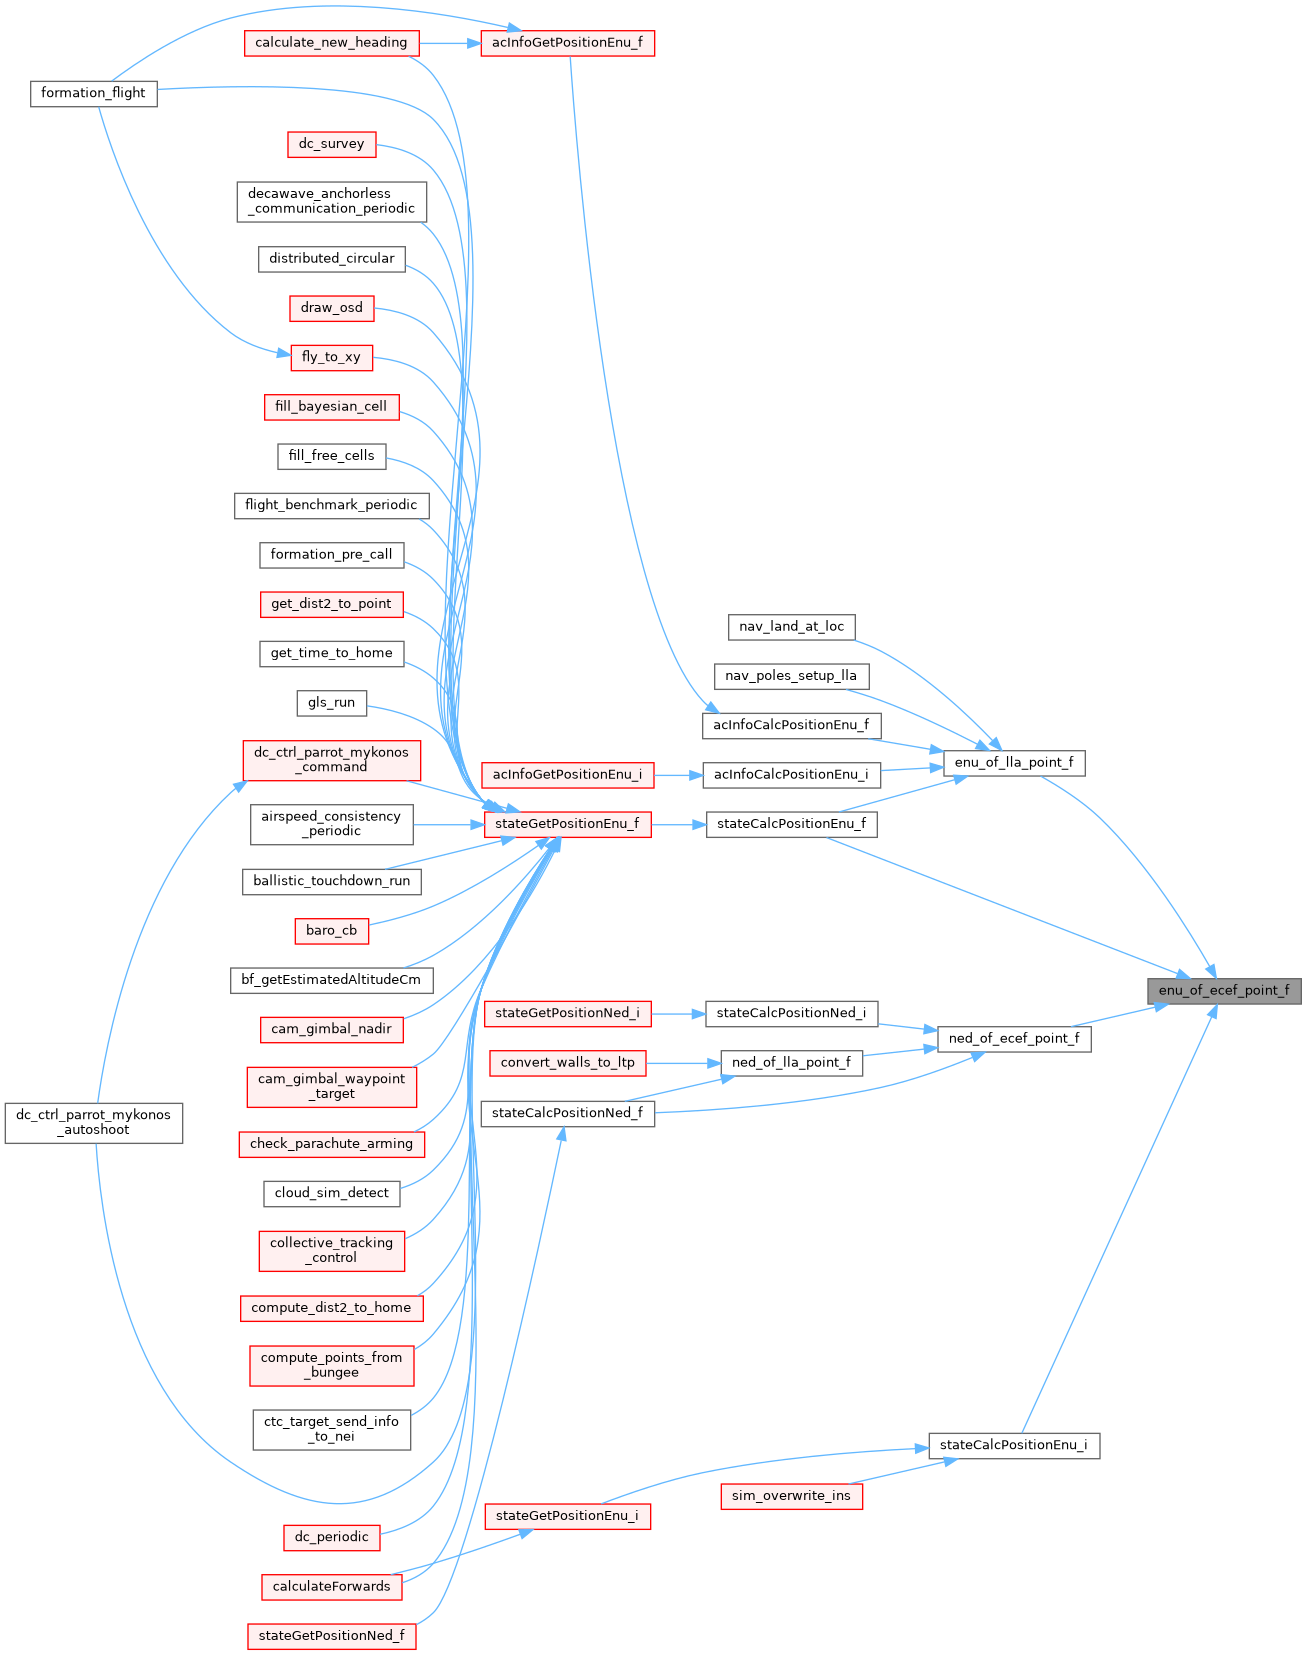 calculate_new_heading
acInfoGetPositionEnu_f
formation_flight
dc_survey
decawave_anchorless
_communication_periodic
distributed_circular
draw_osd
fly_to_xy
fill_bayesian_cell
fill_free_cells
flight_benchmark_periodic
formation_pre_call
get_dist2_to_point
get_time_to_home
gls_run
dc_ctrl_parrot_mykonos
_command
airspeed_consistency
_periodic
ballistic_touchdown_run
baro_cb
bf_getEstimatedAltitudeCm
cam_gimbal_nadir
cam_gimbal_waypoint
_target
check_parachute_arming
cloud_sim_detect
collective_tracking
_control
compute_dist2_to_home
compute_points_from
_bungee
ctc_target_send_info
_to_nei
dc_periodic
calculateForwards
stateGetPositionNed_f
dc_ctrl_parrot_mykonos
_autoshoot
nav_land_at_loc
nav_poles_setup_lla
acInfoCalcPositionEnu_f
enu_of_lla_point_f
acInfoGetPositionEnu_i
acInfoCalcPositionEnu_i
stateGetPositionEnu_f
stateCalcPositionEnu_f
enu_of_ecef_point_f
stateGetPositionNed_i
stateCalcPositionNed_i
ned_of_ecef_point_f
convert_walls_to_ltp
ned_of_lla_point_f
stateCalcPositionNed_f
stateCalcPositionEnu_i
sim_overwrite_ins
stateGetPositionEnu_i